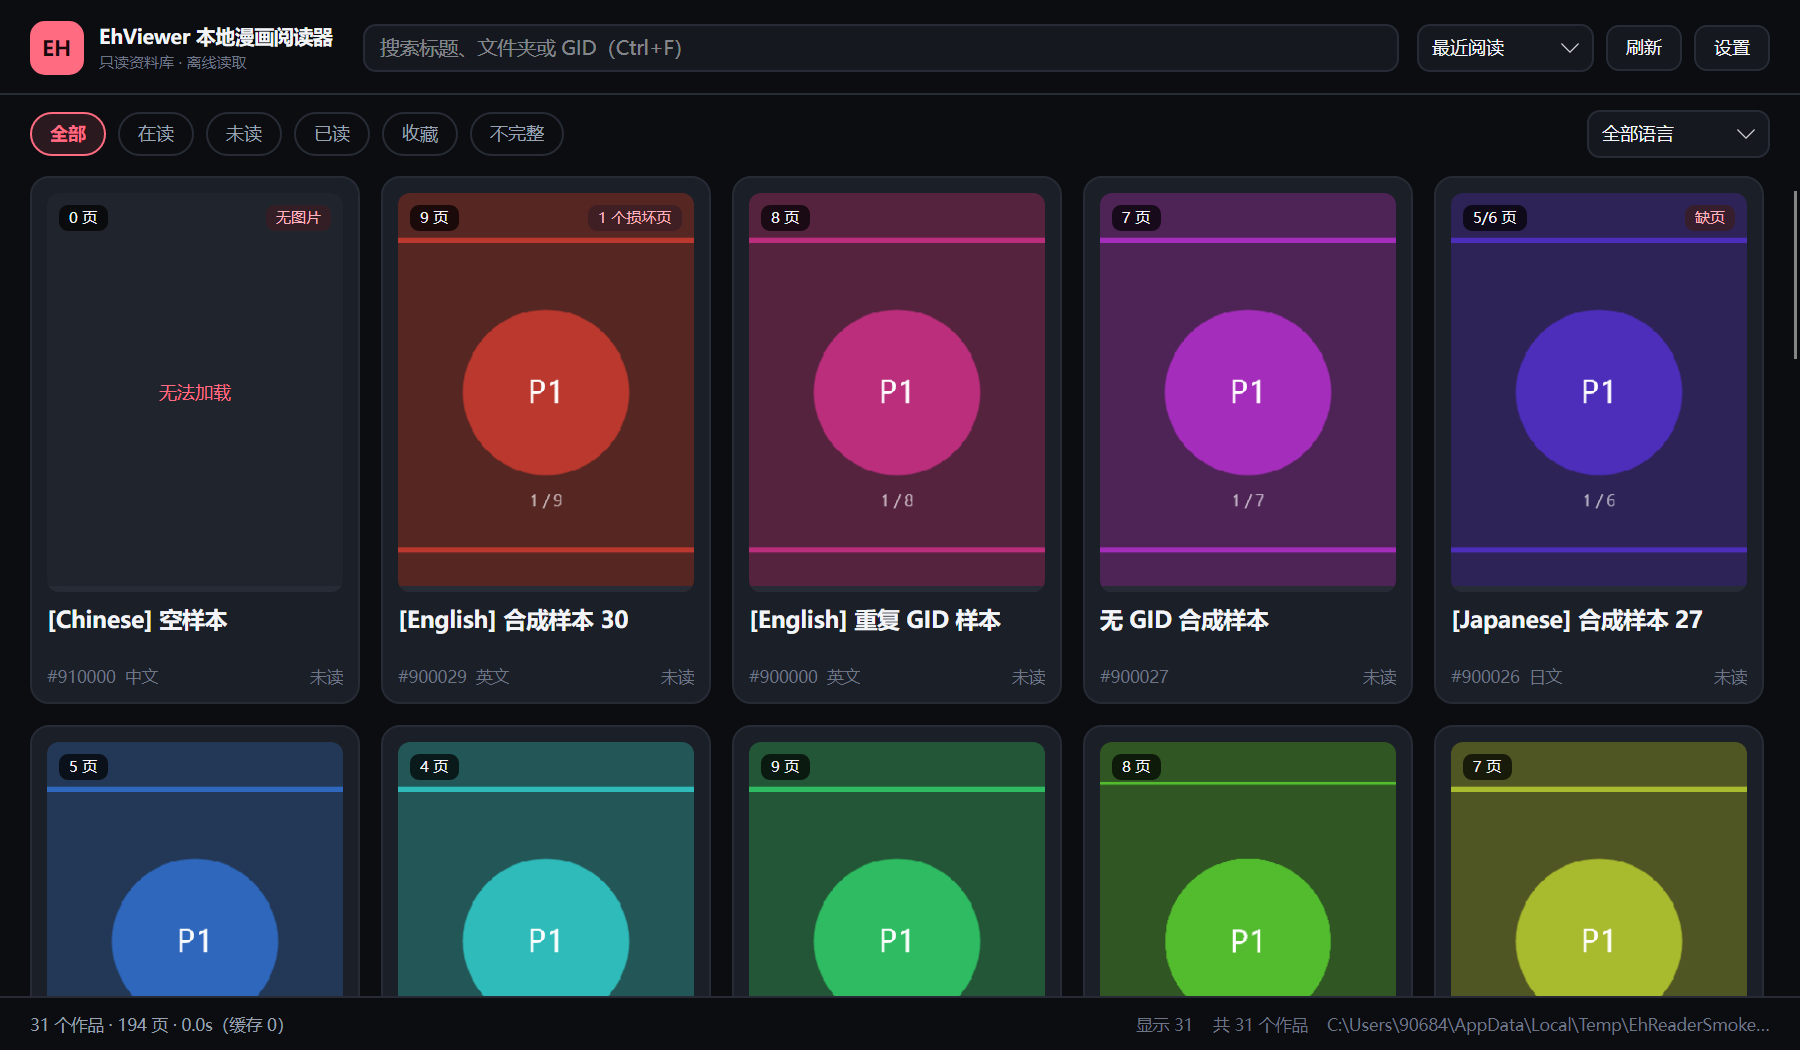 EH
EhViewer 本地漫画阅读器
只读资料库 · 离线读取
搜索标题、文件夹或 GID（Ctrl+F）
最近阅读
刷新
设置
全部
在读
未读
已读
收藏
不完整
全部语言
0 页
无图片
无法加载
[Chinese] 空样本
#910000 中文
未读
9 页
1 个损坏页
P1
1 / 9
[English] 合成样本 30
#900029 英文
未读
8 页
P1
1 / 8
[English] 重复 GID 样本
#900000 英文
未读
7 页
P1
1 / 7
无 GID 合成样本
#900027
未读
5/6 页
缺页
P1
1 / 6
[Japanese] 合成样本 27
#900026 日文
未读
5 页
P1
4 页
P1
9 页
P1
8 页
P1
7 页
P1
31 个作品 · 194 页 · 0.0s（缓存 0）
显示 31
共 31 个作品
C:\Users\90684\AppData\Local\Temp\EhReaderSmoke...